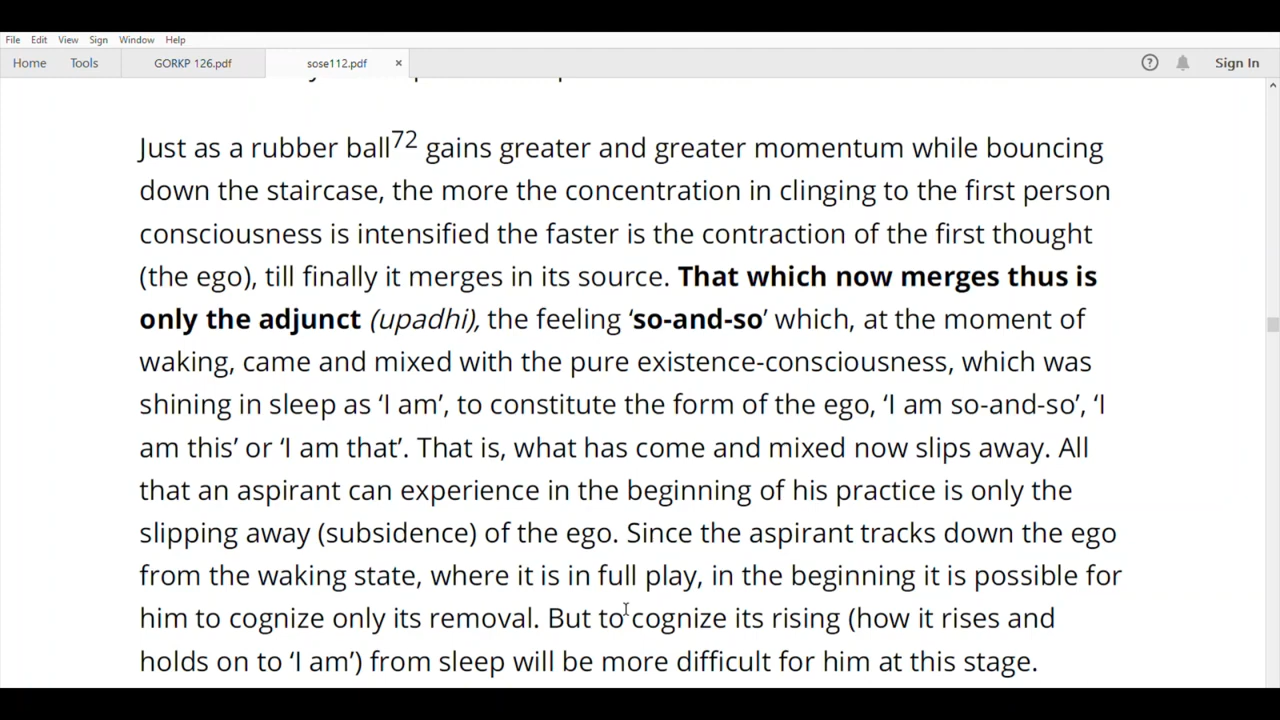 File Edit View Sign Window Help
Home Tools GORKP 126.pdf sose112.pdf × ? Sign In
Just as a rubber ball72 gains greater and greater momentum while bouncing
down the staircase, the more the concentration in clinging to the first person
consciousness is intensified the faster is the contraction of the first thought
(the ego), till finally it merges in its source. That which now merges thus is
only the adjunct (upadhi), the feeling ‘so-and-so’ which, at the moment of
waking, came and mixed with the pure existence-consciousness, which was
shining in sleep as ‘I am’, to constitute the form of the ego, ‘I am so-and-so’, ‘I
am this’ or ‘I am that’. That is, what has come and mixed now slips away. All
that an aspirant can experience in the beginning of his practice is only the
slipping away (subsidence) of the ego. Since the aspirant tracks down the ego
from the waking state, where it is in full play, in the beginning it is possible for
him to cognize only its removal. But to cognize its rising (how it rises and
holds on to ‘I am’) from sleep will be more difficult for him at this stage.